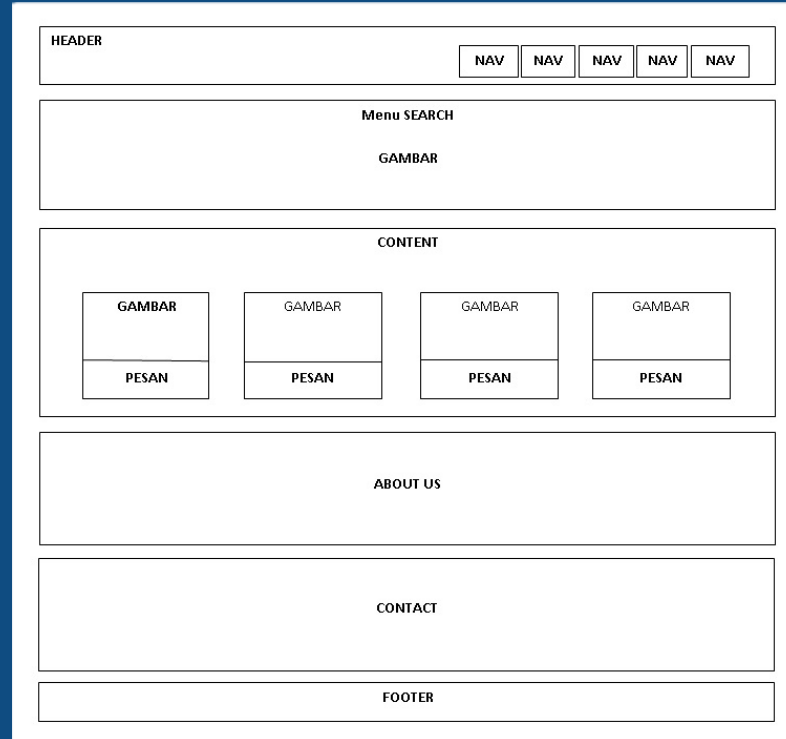 HEADER
NAV NAV NAV NAV NAV
Menu SEARCH
GAMBAR
CONTENT
GAMBAR GAMBAR GAMBAR GAMBAR
PESAN PESAN PESAN PESAN
ABOUT US
CONTACT
FOOTER